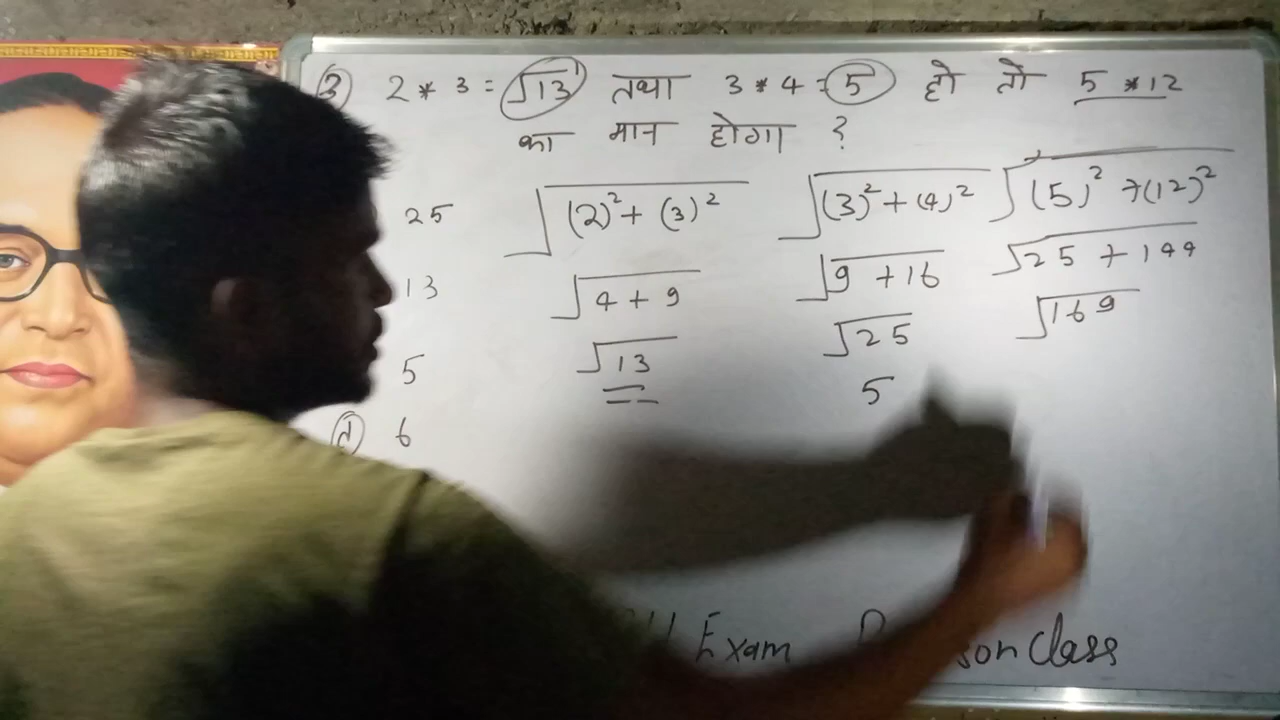 ③ 2 * 3 = √13 तथा 3 * 4 = 5 हो तो 5 * 12
का मान होगा ?
25
13
5
6
√(2)² + (3)²
√4 + 9
√13
√(3)² + (4)²
√9 + 16
√25
5
√(5)² + (12)²
√25 + 144
√169
Exam
Class